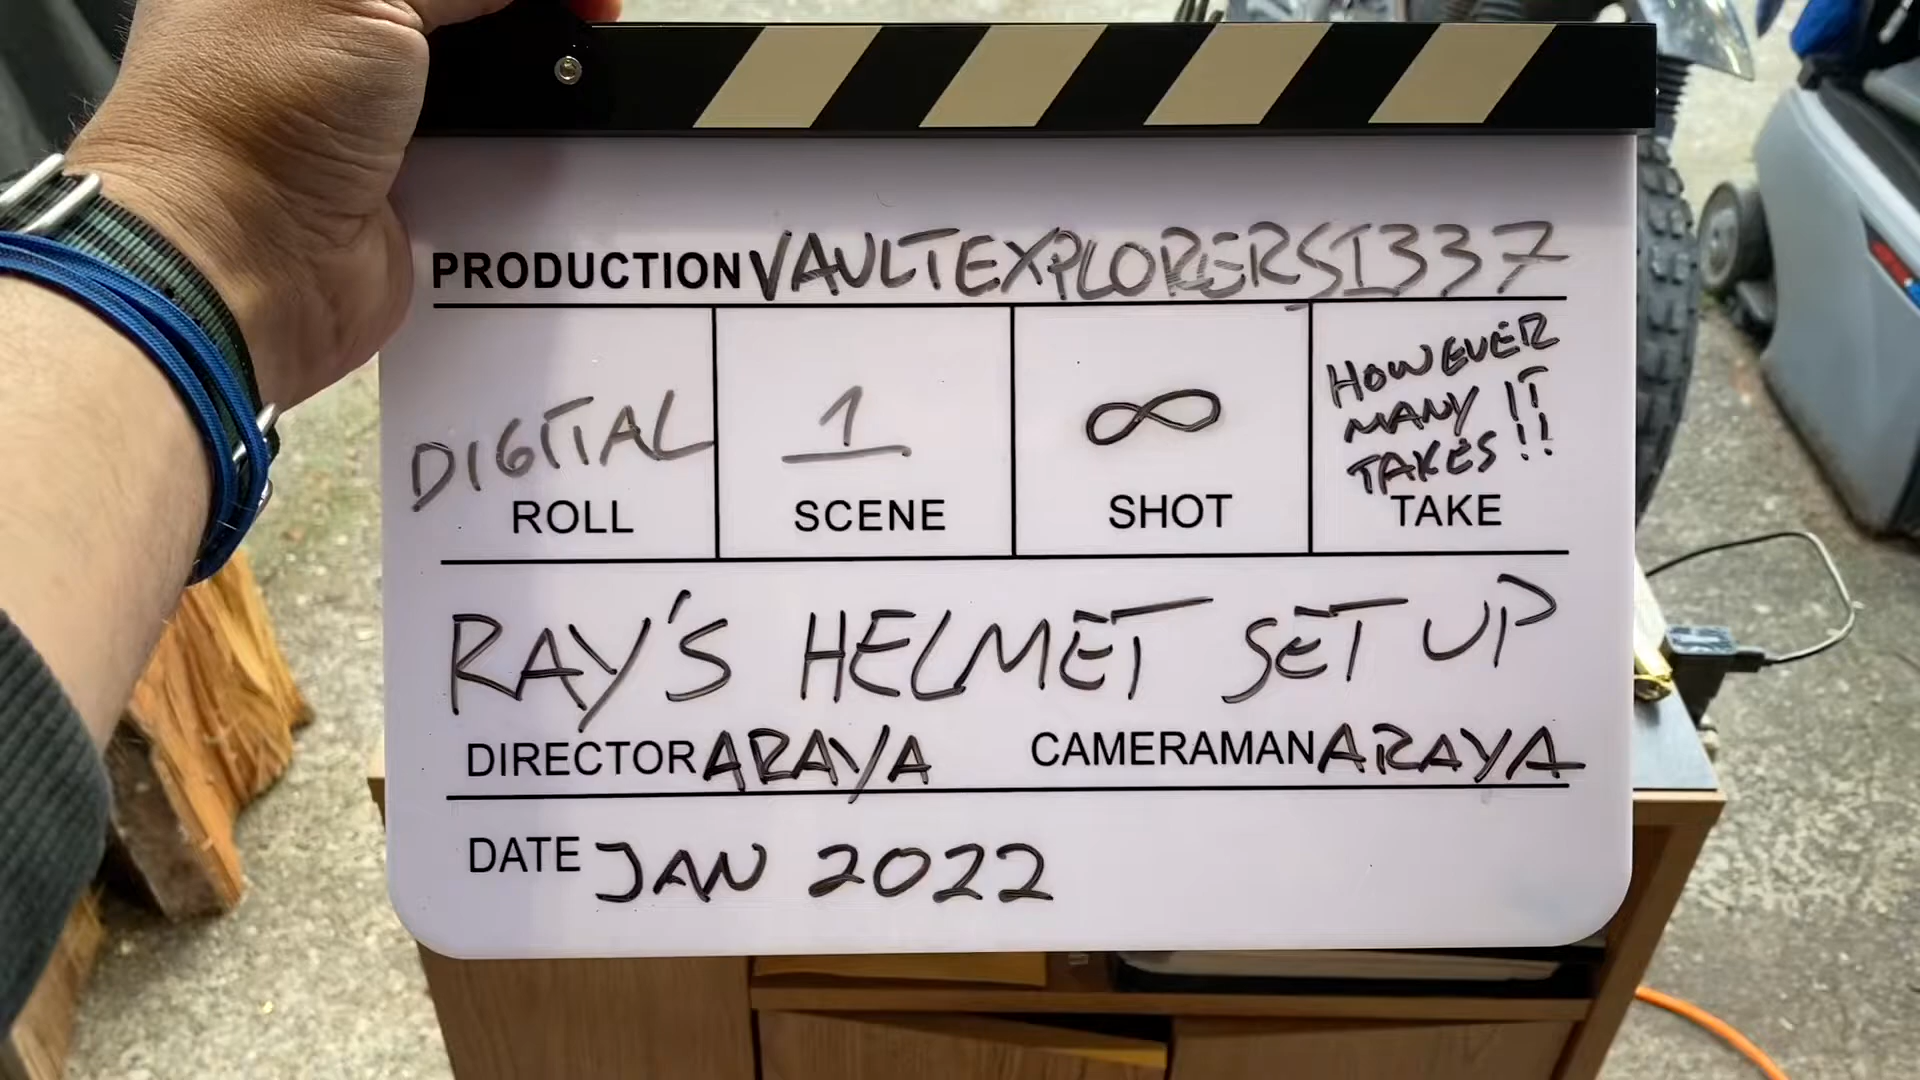 PRODUCTION VAULTEXPLORERS1337
DIGITAL
ROLL
1
SCENE
∞
SHOT
HOWEVER
MANY IT
TAKES!!
TAKE
RAY'S HELMET SET UP
DIRECTOR ARAYA CAMERAMAN ARAYA
DATE JAN 2022